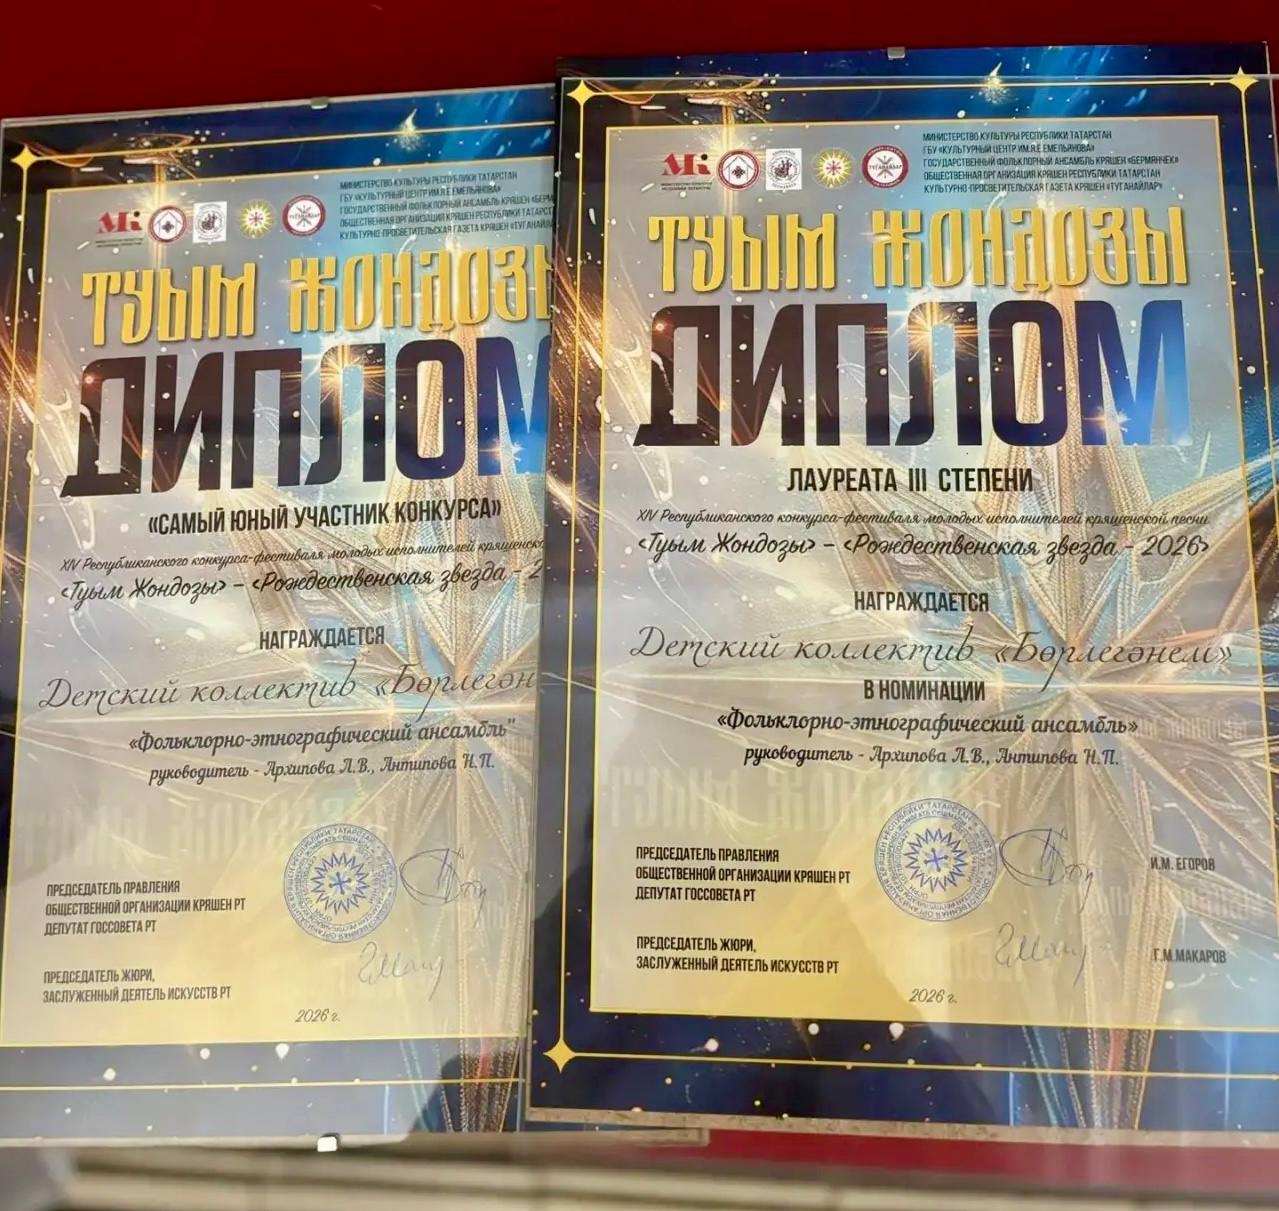 МК
МИНИСТЕРСТВО КУЛЬТУРЫ РЕСПУБЛИКИ ТАТАРСТАН
ГБУ «КУЛЬТУРНЫЙ ЦЕНТР ИМ.Я.Е ЕМЕЛЬЯНОВА»
ГОСУДАРСТВЕННЫЙ ФОЛЬКЛОРНЫЙ АНСАМБЛЬ КРЯШЕН
ОБЩЕСТВЕННАЯ ОРГАНИЗАЦИЯ КРЯШЕН РЕСПУБЛИКИ
КУЛЬТУРНО-ПРОСВЕТИТЕЛЬСКАЯ ГАЗЕТА КРЯШЕН
ТУГАНАЙЛАР
ТУЫМ ЖОНДОЗЫ
ДИПЛОМ
«САМЫЙ ЮНЫЙ УЧАСТНИК КОНКУРСА»
XIV Республиканского конкурса-фестиваля молодых исполнителей
«Туым Жондозы» – «Рождественская звезда - 2
НАГРАЖДАЕТСЯ
Детский коллектив «Бөрлегән
«Фольклорно-этнографический ансамбль"
руководитель - Архипова Л.В., Антипова Н.П.
ПРЕДСЕДАТЕЛЬ ПРАВЛЕНИЯ
ОБЩЕСТВЕННОЙ ОРГАНИЗАЦИИ КРЯШЕН РТ
ДЕПУТАТ ГОССОВЕТА РТ
ПРЕДСЕДАТЕЛЬ ЖЮРИ,
ЗАСЛУЖЕННЫЙ ДЕЯТЕЛЬ ИСКУССТВ РТ
2026 г.
МК
МИНИСТЕРСТВО КУЛЬТУРЫ РЕСПУБЛИКИ ТАТАРСТАН
ГБУ «КУЛЬТУРНЫЙ ЦЕНТР ИМ.Я.Е ЕМЕЛЬЯНОВА»
ГОСУДАРСТВЕННЫЙ ФОЛЬКЛОРНЫЙ АНСАМБЛЬ КРЯШЕН «БЕРМЯНЧЕК»
ОБЩЕСТВЕННАЯ ОРГАНИЗАЦИЯ КРЯШЕН РЕСПУБЛИКИ ТАТАРСТАН
КУЛЬТУРНО-ПРОСВЕТИТЕЛЬСКАЯ ГАЗЕТА КРЯШЕН «ТУГАНАЙЛАР»
ТУГАНАЙЛАР
ТУЫМ ЖОНДОЗЫ
ДИПЛОМ
ЛАУРЕАТА III СТЕПЕНИ
XIV Республиканского конкурса-фестиваля молодых исполнителей кряшенской песни
«Туым Жондозы» – «Рождественская звезда - 2026»
НАГРАЖДАЕТСЯ
Детский коллектив «Бөрлегәнем»
В НОМИНАЦИИ
«Фольклорно-этнографический ансамбль»
руководитель - Архипова Л.В., Антипова Н.П.
ПРЕДСЕДАТЕЛЬ ПРАВЛЕНИЯ
ОБЩЕСТВЕННОЙ ОРГАНИЗАЦИИ КРЯШЕН РТ
ДЕПУТАТ ГОССОВЕТА РТ
И.М. ЕГОРОВ
ПРЕДСЕДАТЕЛЬ ЖЮРИ,
ЗАСЛУЖЕННЫЙ ДЕЯТЕЛЬ ИСКУССТВ РТ
Г.М.МАКАРОВ
2026 г.